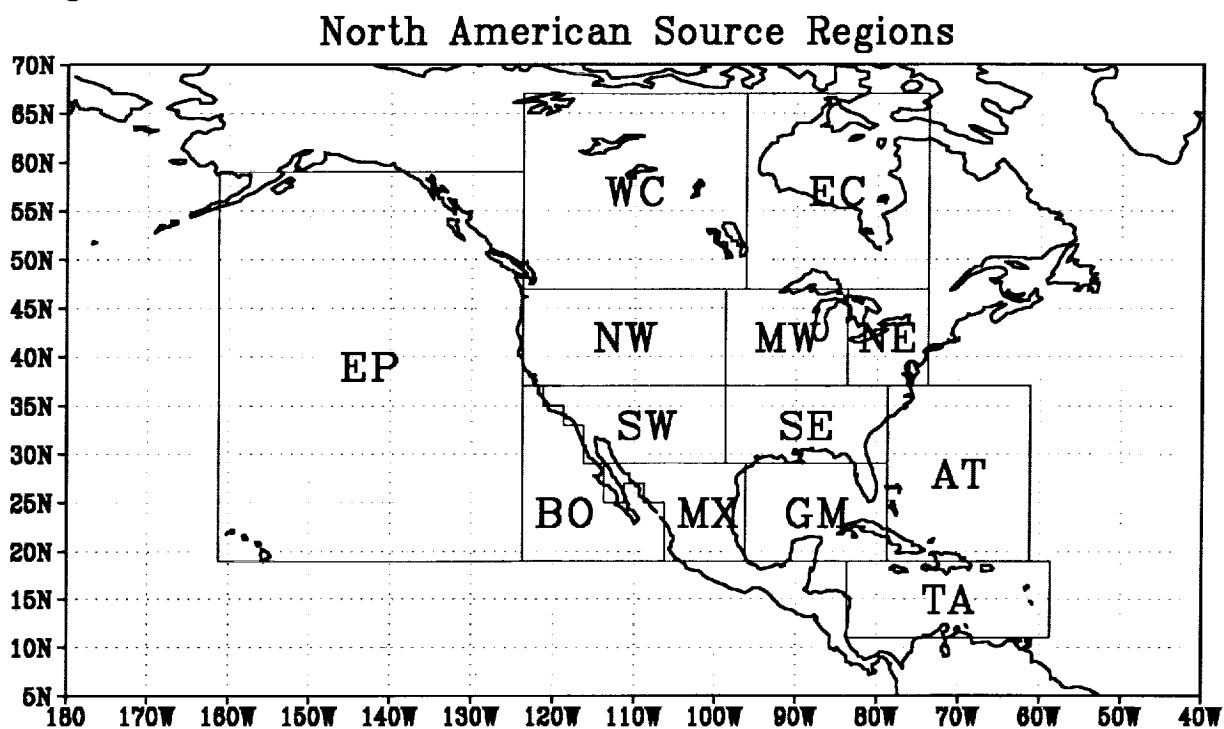 North American Source Regions
70N
65N
60N
WC EC
55N
50N
45N
NW MW NE
40N
EP
35N
SW SE
30N
AT
25N
BO MX GM
20N
15N
TA
10N
5N
180 170W 160W 150W 140W 130W 120W 110W 100W 90W 80W 70W 60W 50W 40W